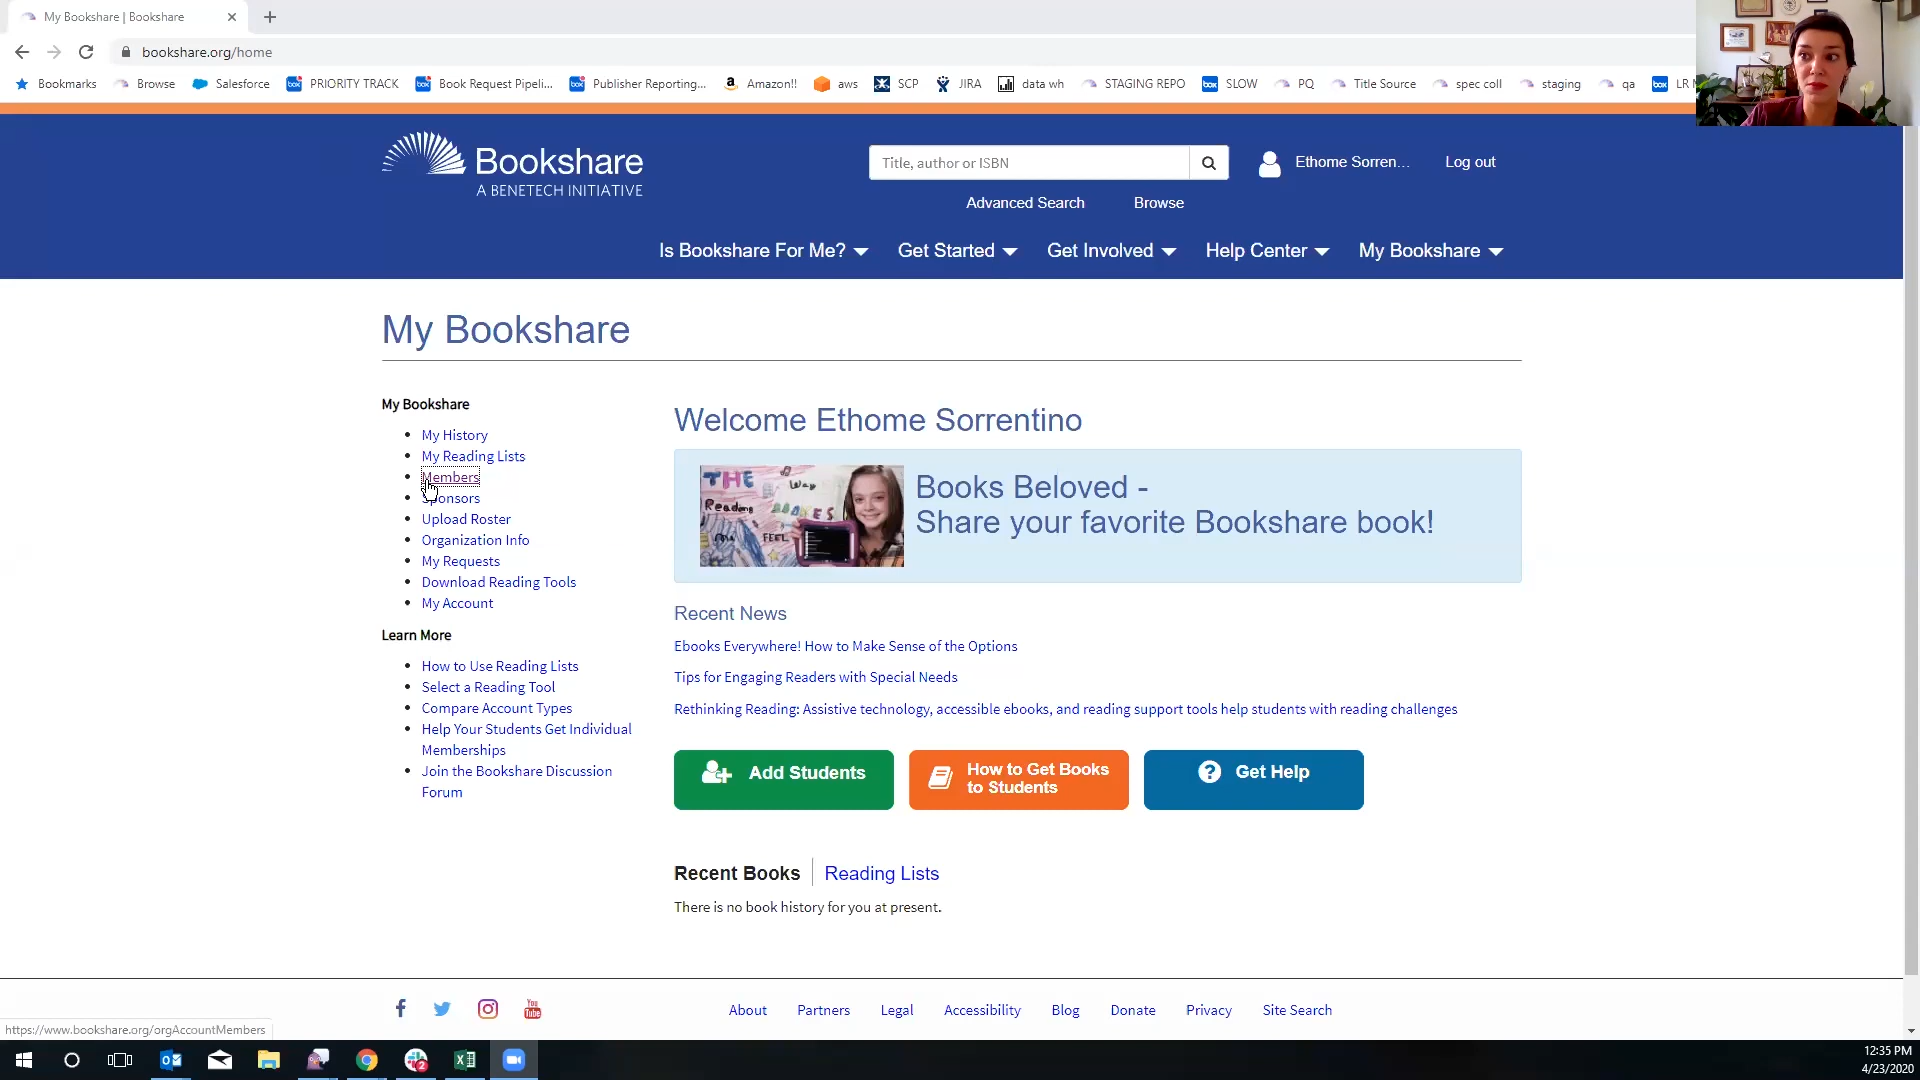 My Bookshare | Bookshare
bookshare.org/home
Bookmarks Browse Salesforce PRIORITY TRACK Book Request Pipeli... Publisher Reporting... Amazon!! aws SCP JIRA data wh STAGING REPO SLOW PQ Title Source spec coll staging qa LR
Bookshare
A BENETECH INITIATIVE
Title, author or ISBN
Ethome Sorren...
Log out
Advanced Search Browse
Is Bookshare For Me? Get Started Get Involved Help Center My Bookshare
My Bookshare
My Bookshare
My History
My Reading Lists
Members
Sponsors
Upload Roster
Organization Info
My Requests
Download Reading Tools
My Account
Learn More
How to Use Reading Lists
Select a Reading Tool
Compare Account Types
Help Your Students Get Individual
Memberships
Join the Bookshare Discussion
Forum
Welcome Ethome Sorrentino
THE Way
Reading MAKES
me FEEL
Books Beloved -
Share your favorite Bookshare book!
Recent News
Ebooks Everywhere! How to Make Sense of the Options
Tips for Engaging Readers with Special Needs
Rethinking Reading: Assistive technology, accessible ebooks, and reading support tools help students with reading challenges
Add Students
How to Get Books
to Students
Get Help
Recent Books Reading Lists
There is no book history for you at present.
You
Tube
About Partners Legal Accessibility Blog Donate Privacy Site Search
https://www.bookshare.org/orgAccountMembers
2
12:35 PM
4/23/2020